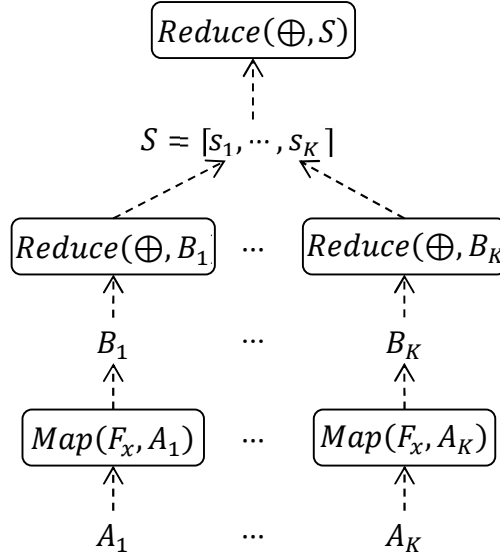 Reduce(⊕, S)
S = [s₁, ⋯, s_K]
Reduce(⊕, B₁ ⋯ Reduce(⊕, B_K
B₁ ⋯ B_K
Map(F_x, A₁) ⋯ Map(F_x, A_K)
A₁ ⋯ A_K